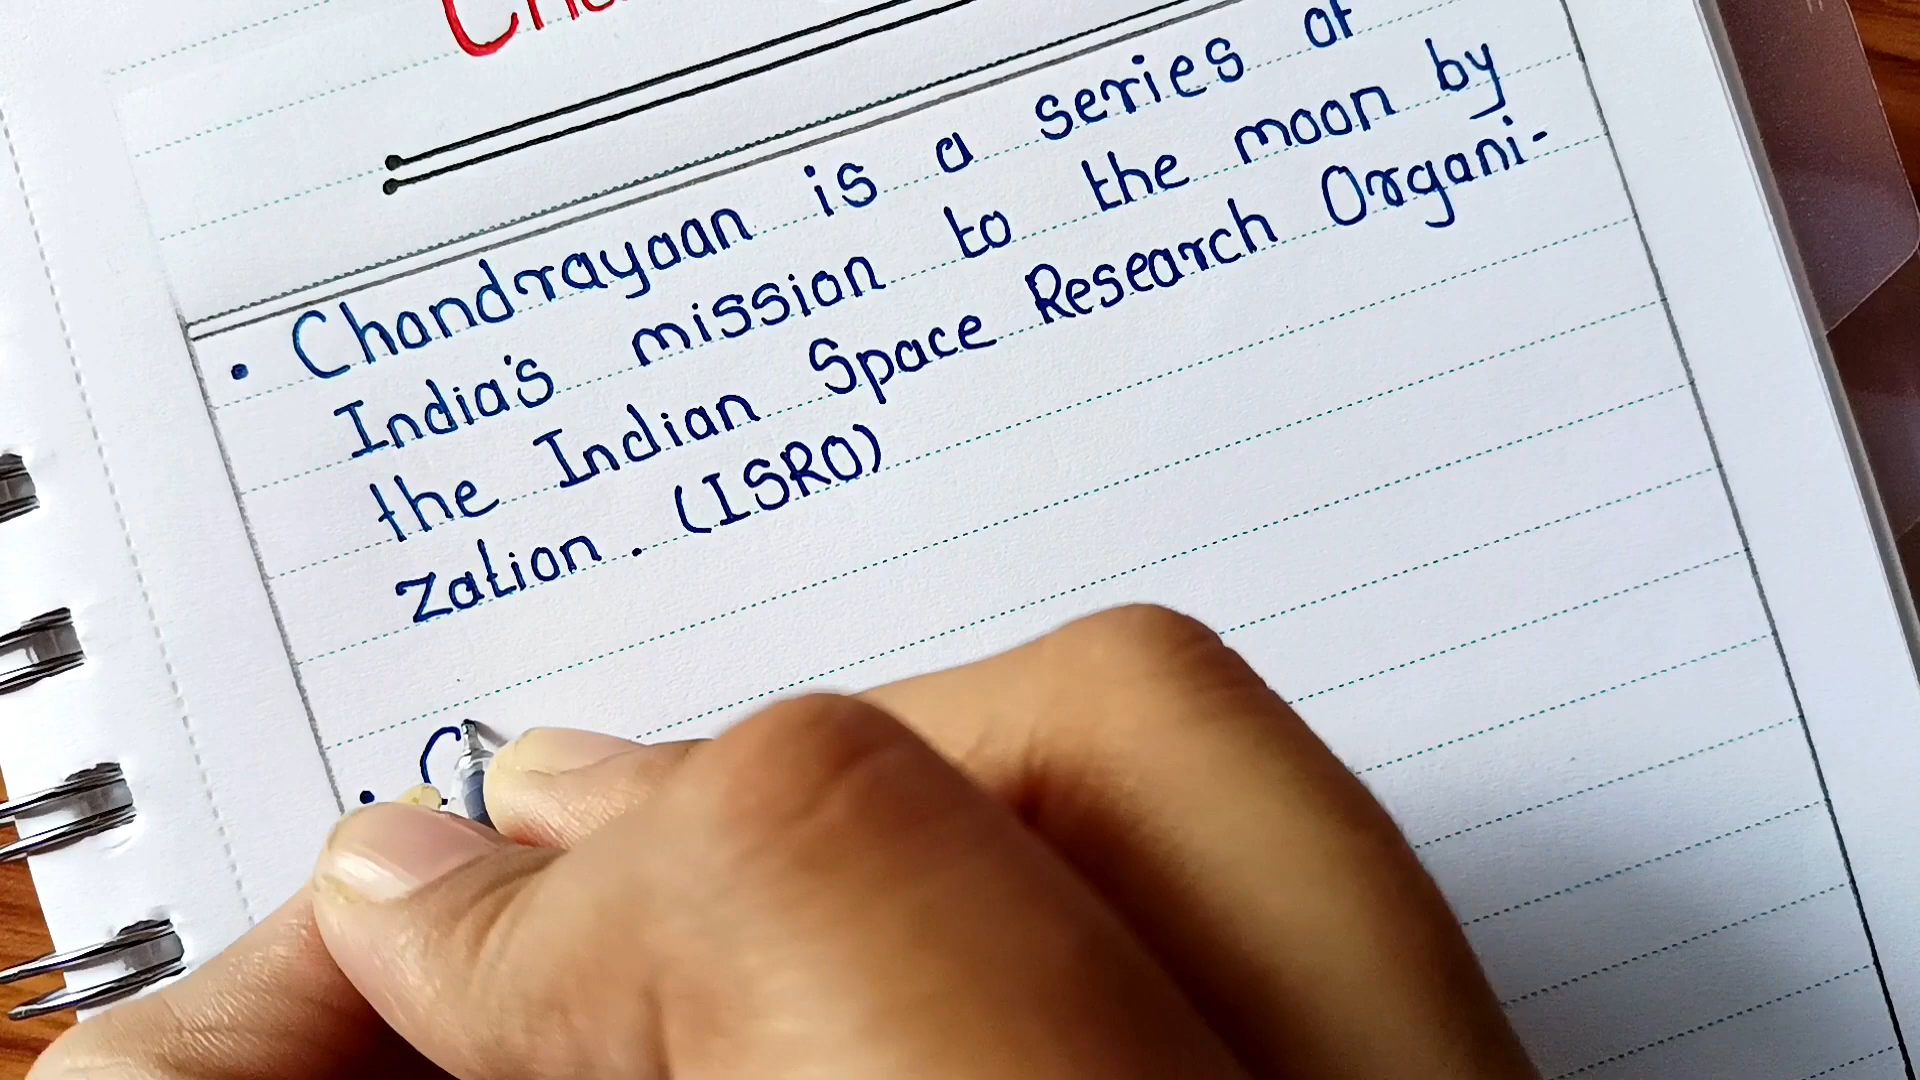 • Chandrayaan is a series of
India's mission to the moon by
the Indian Space Research Organi-
zation. (ISRO)
• C